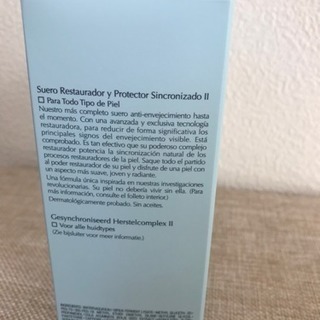 Suero Restaurador y Protector Sincronizado II
☐ Para Todo Tipo de Piel
Nuestro más completo suero anti-envejecimiento hasta
el momento. Con una avanzada y exclusiva tecnología
restauradora, para reducir de forma significativa los
principales signos del envejecimiento visible. Está
comprobado. Es tan efectivo que su poderoso complejo
restaurador potencia la sincronización natural de los
procesos restauradores de la piel. Saque todo el partido
al poder restaurador de su piel y disfrute de una piel con
un aspecto más suave, joven y radiante.
Una fórmula única inspirada en nuestras investigaciones
revolucionarias. Su piel no debería vivir sin ella. (Para
más información, consulte el folleto interior.)
Dermatológicamente probado. Sin aceites.
Gesynchroniseerd Herstelcomplex II
☐ Voor alle huidtypes
(Zie bijsluiter voor meer informatie.)